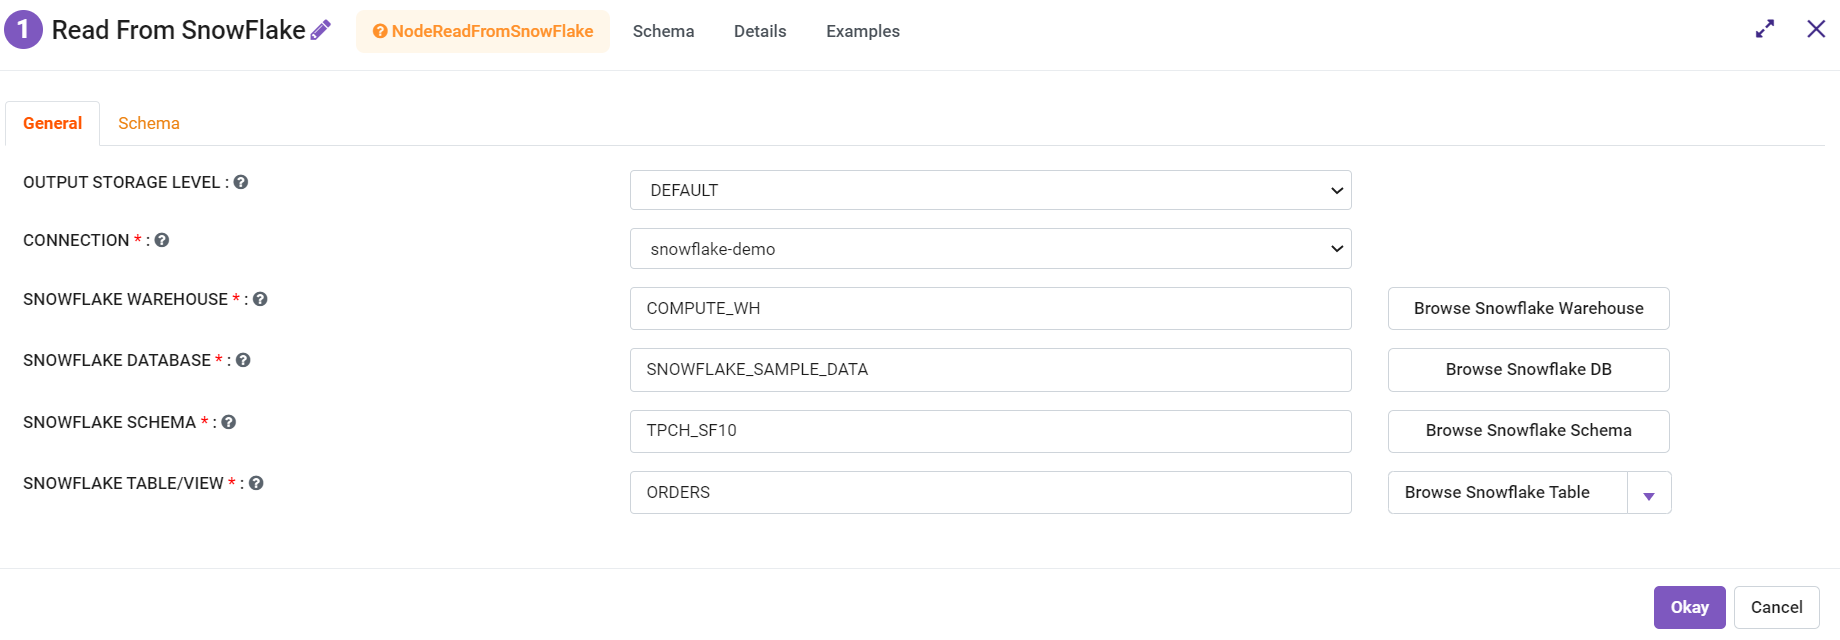 1 Read From SnowFlake NodeReadFromSnowFlake Schema Details Examples
General Schema
OUTPUT STORAGE LEVEL : DEFAULT
CONNECTION * : snowflake-demo
SNOWFLAKE WAREHOUSE * : COMPUTE_WH Browse Snowflake Warehouse
SNOWFLAKE DATABASE * : SNOWFLAKE_SAMPLE_DATA Browse Snowflake DB
SNOWFLAKE SCHEMA * : TPCH_SF10 Browse Snowflake Schema
SNOWFLAKE TABLE/VIEW * : ORDERS Browse Snowflake Table
Okay Cancel